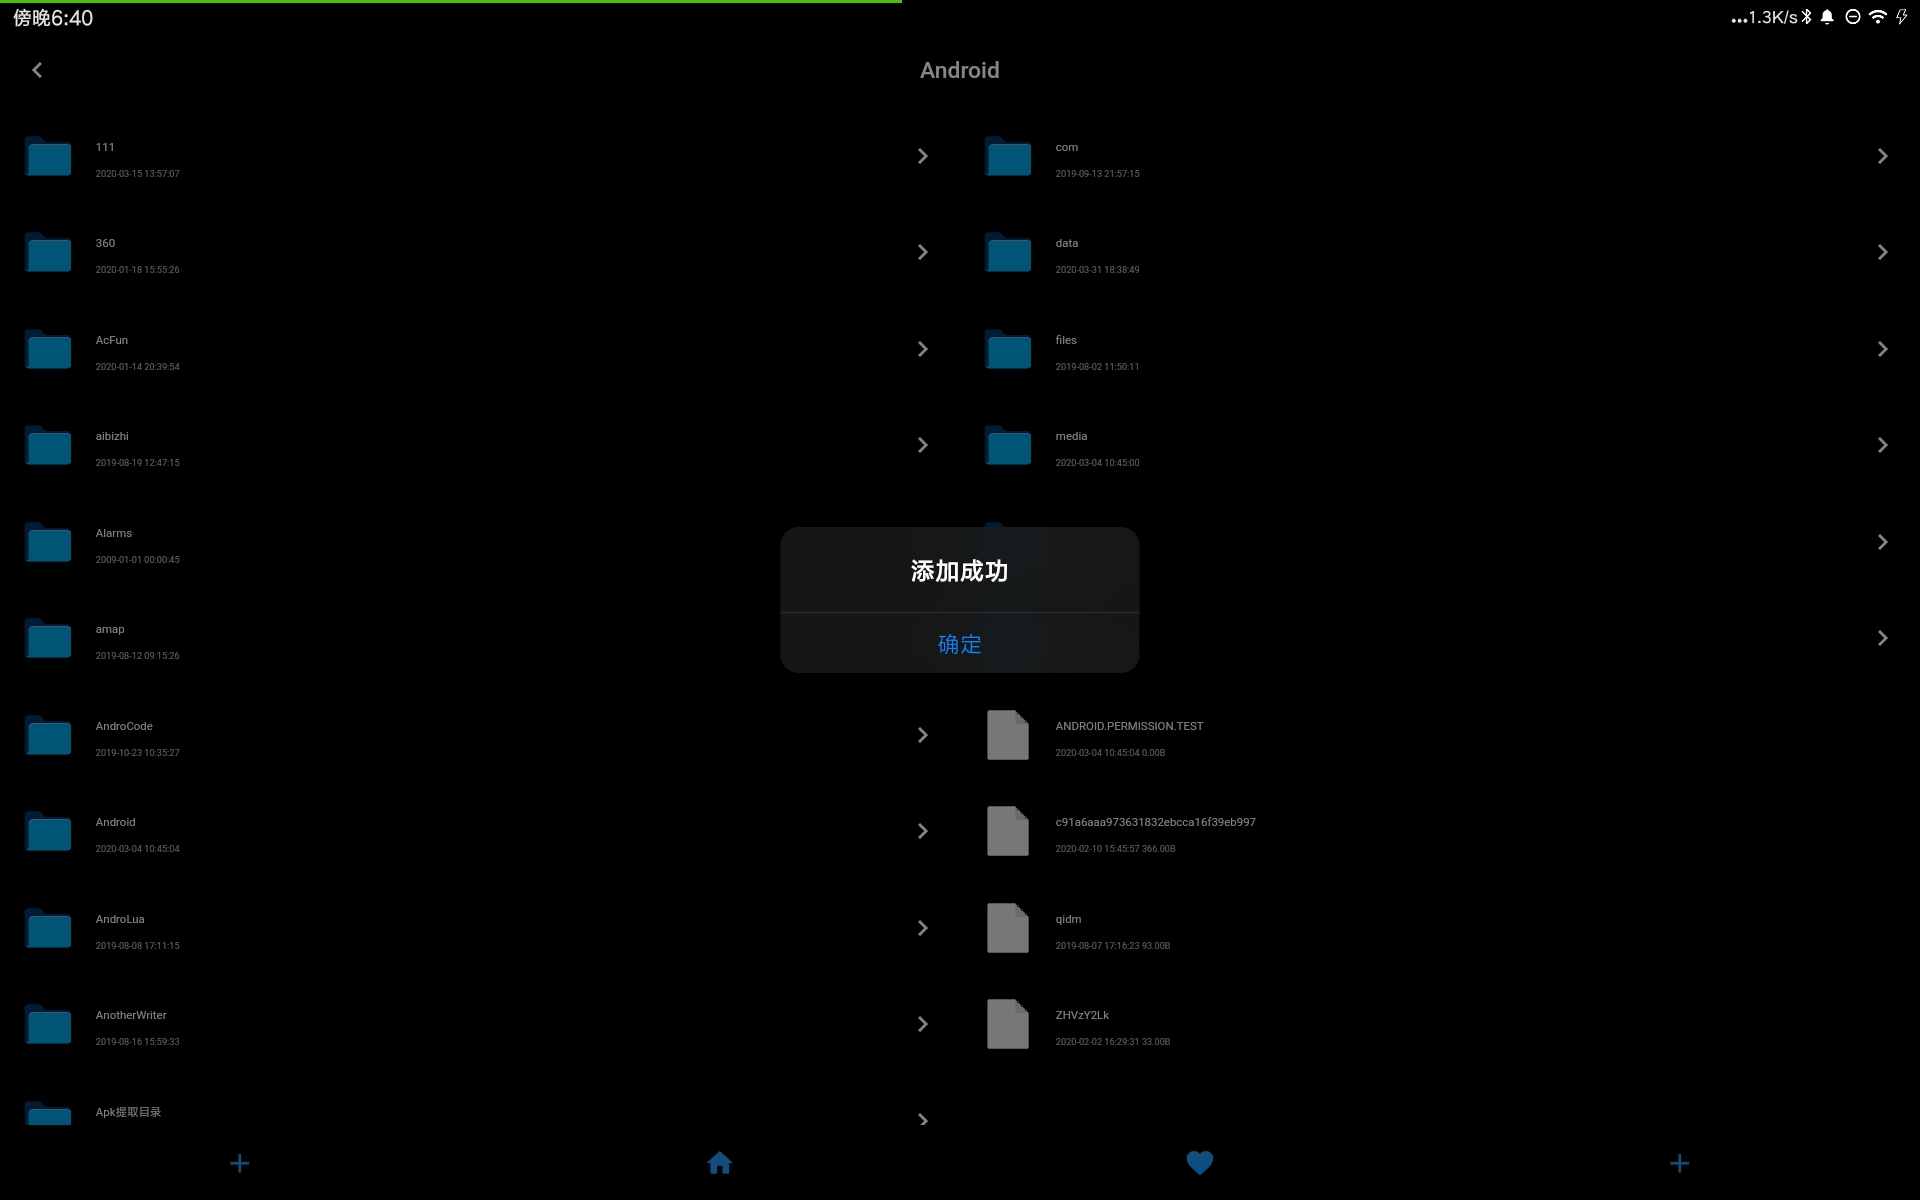 傍晚6:40
...1.3K/s
Android
111
2020-03-15 13:57:07
360
2020-01-18 15:55:26
AcFun
2020-01-14 20:39:54
aibizhi
2019-08-19 12:47:15
Alarms
2009-01-01 00:00:45
amap
2019-08-12 09:15:26
AndroCode
2019-10-23 10:35:27
Android
2020-03-04 10:45:04
AndroLua
2019-08-08 17:11:15
AnotherWriter
2019-08-16 15:59:33
Apk提取目录
com
2019-09-13 21:57:15
data
2020-03-31 18:38:49
files
2019-08-02 11:50:11
media
2020-03-04 10:45:00
添加成功
确定
ANDROID.PERMISSION.TEST
2020-03-04 10:45:04 0.00B
c91a6aaa973631832ebcca16f39eb997
2020-02-10 15:45:57 366.00B
qidm
2019-08-07 17:16:23 93.00B
ZHVzY2Lk
2020-02-02 16:29:31 33.00B